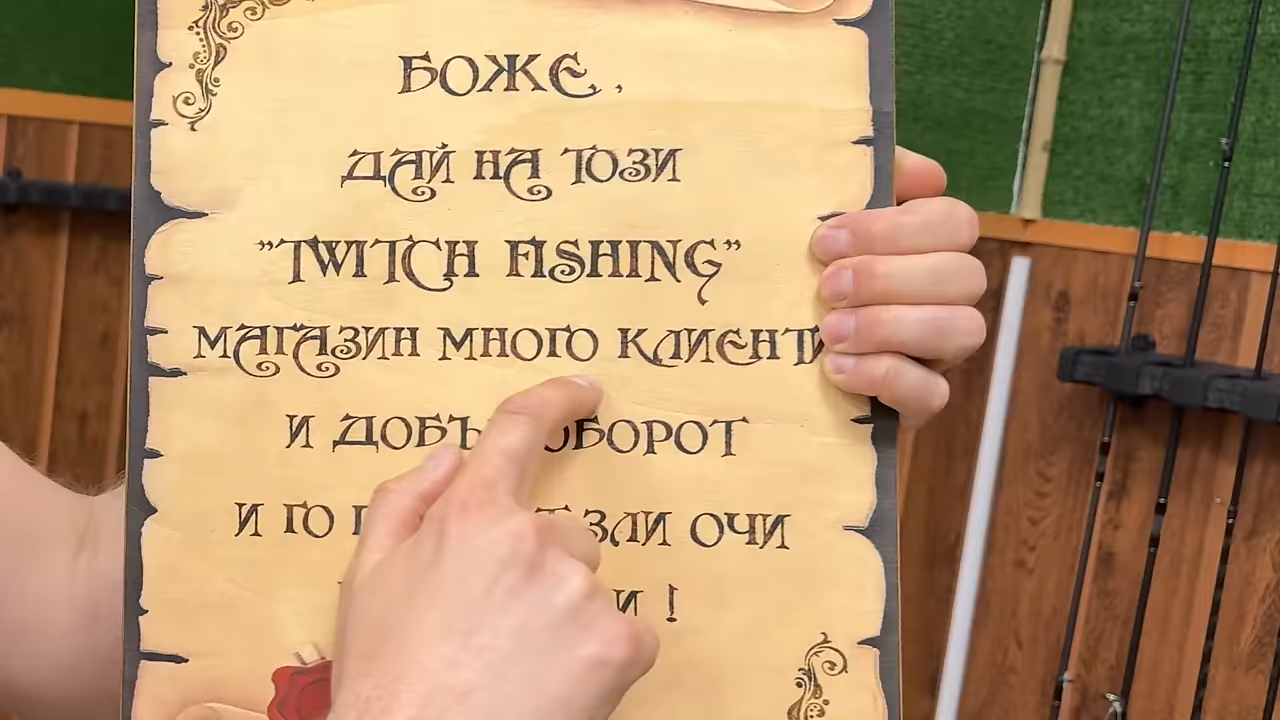 БОЖЕ,
ДАЙ НА ТОЗИ
"TWITCH FISHING"
МАГАЗИН МНОГО КЛИЕНТИ
И ОБОРОТ
И ГО ЗЛИ ОЧИ
!